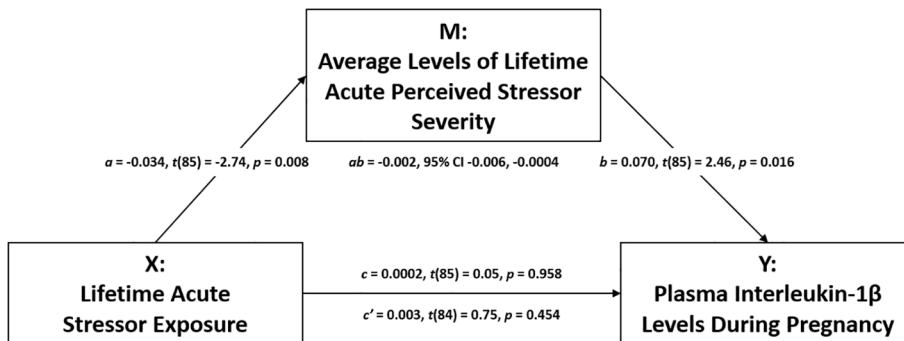 M:
Average Levels of Lifetime
Acute Perceived Stressor
Severity
a = -0.034, t(85) = -2.74, p = 0.008
ab = -0.002, 95% CI -0.006, -0.0004
b = 0.070, t(85) = 2.46, p = 0.016
X:
Lifetime Acute
Stressor Exposure
c = 0.0002, t(85) = 0.05, p = 0.958
c' = 0.003, t(84) = 0.75, p = 0.454
Y:
Plasma Interleukin-1β
Levels During Pregnancy